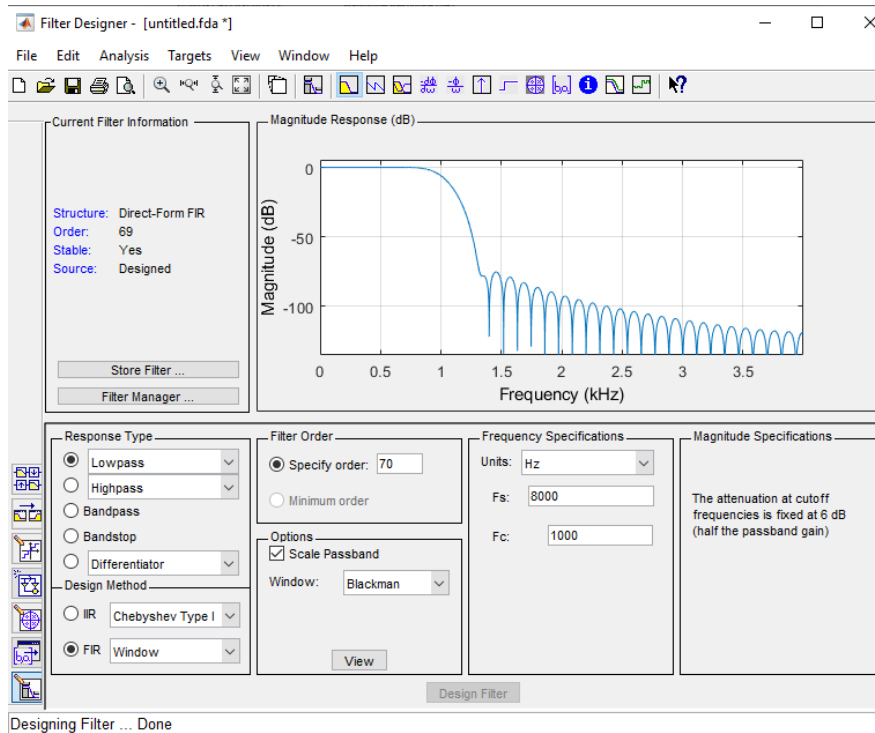 Filter Designer - [untitled.fda *]
File Edit Analysis Targets View Window Help
Current Filter Information
Structure: Direct-Form FIR
Order: 69
Stable: Yes
Source: Designed
Store Filter ...
Filter Manager ...
Magnitude Response (dB)
0
-50
-100
Magnitude (dB)
0 0.5 1 1.5 2 2.5 3 3.5
Frequency (kHz)
Response Type
Lowpass
Highpass
Bandpass
Bandstop
Differentiator
Design Method
IIR Chebyshev Type I
FIR Window
Filter Order
Specify order: 70
Minimum order
Options
Scale Passband
Window: Blackman
View
Frequency Specifications
Units: Hz
Fs: 8000
Fc: 1000
Magnitude Specifications
The attenuation at cutoff
frequencies is fixed at 6 dB
(half the passband gain)
Design Filter
Designing Filter ... Done